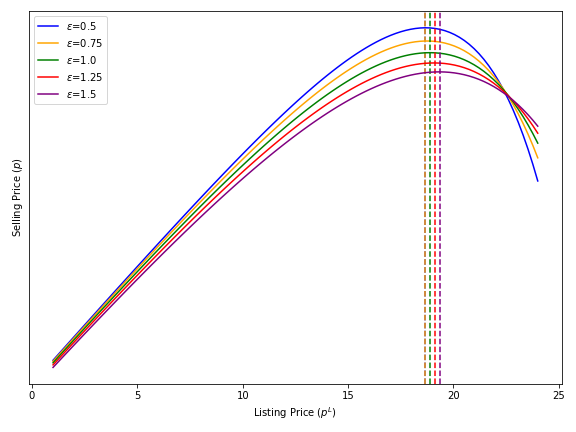 ε=0.5
ε=0.75
ε=1.0
ε=1.25
ε=1.5
Selling Price (p)
0 5 10 15 20 25
Listing Price (p^L)